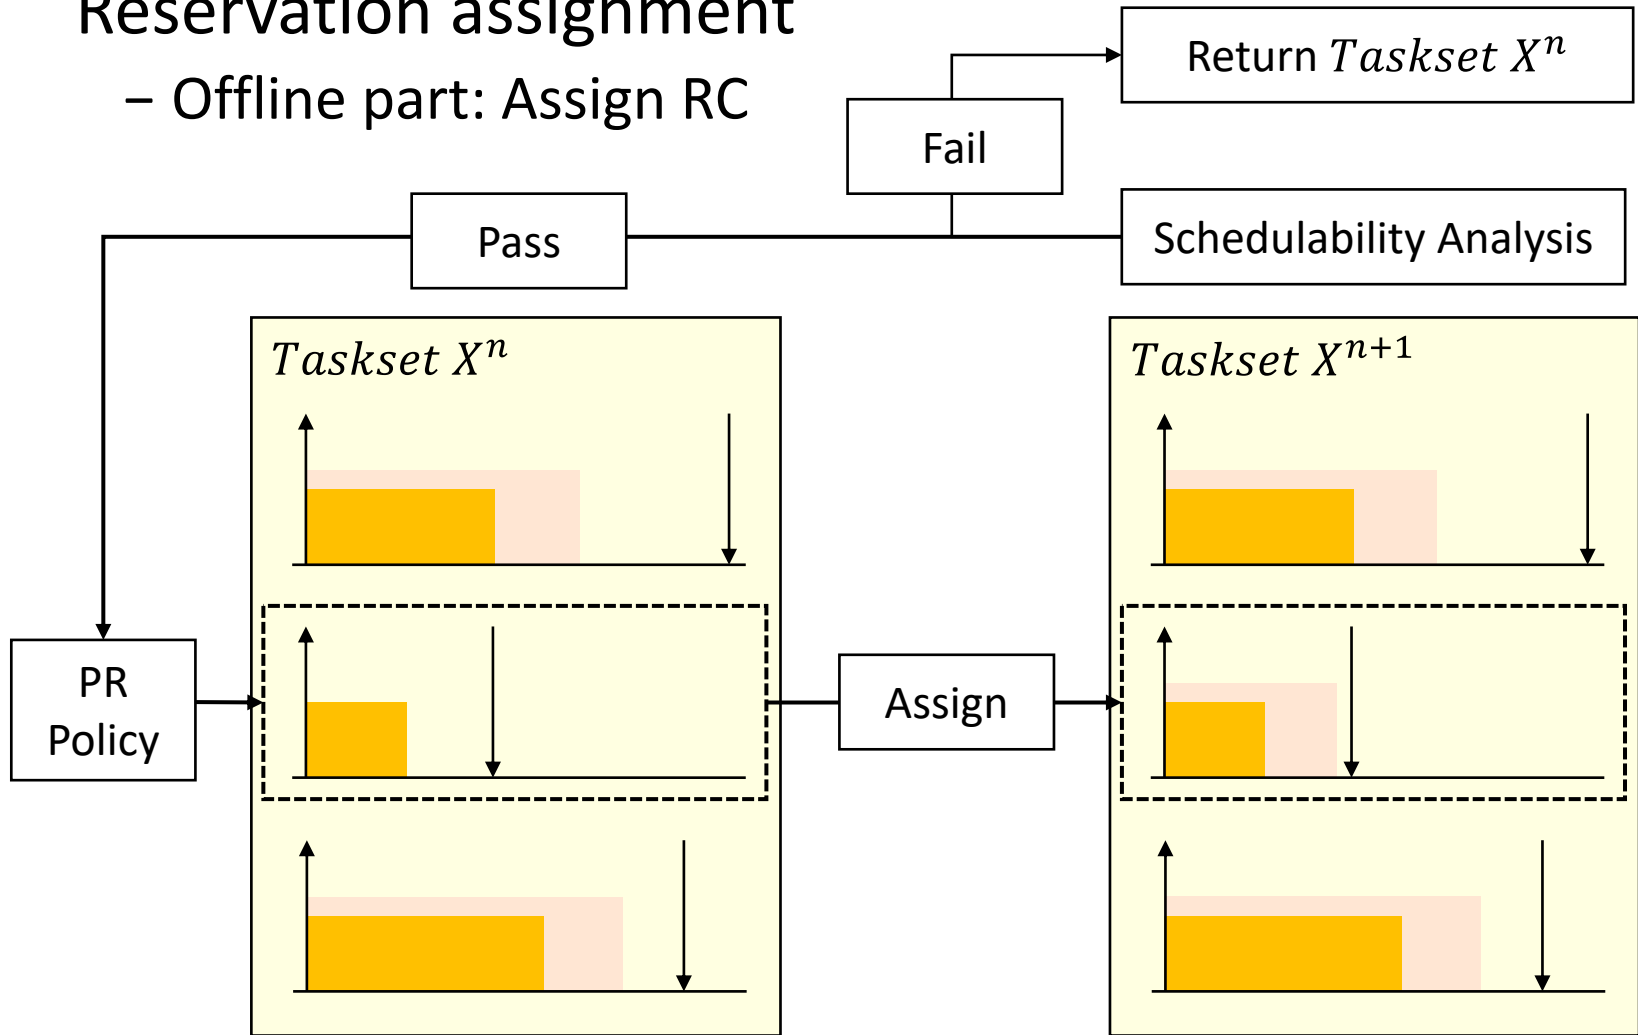 Reservation assignment
– Offline part: Assign RC
Return Taskset Xⁿ
Fail
Pass
Schedulability Analysis
Taskset Xⁿ
Taskset Xⁿ⁺¹
PR
Policy
Assign